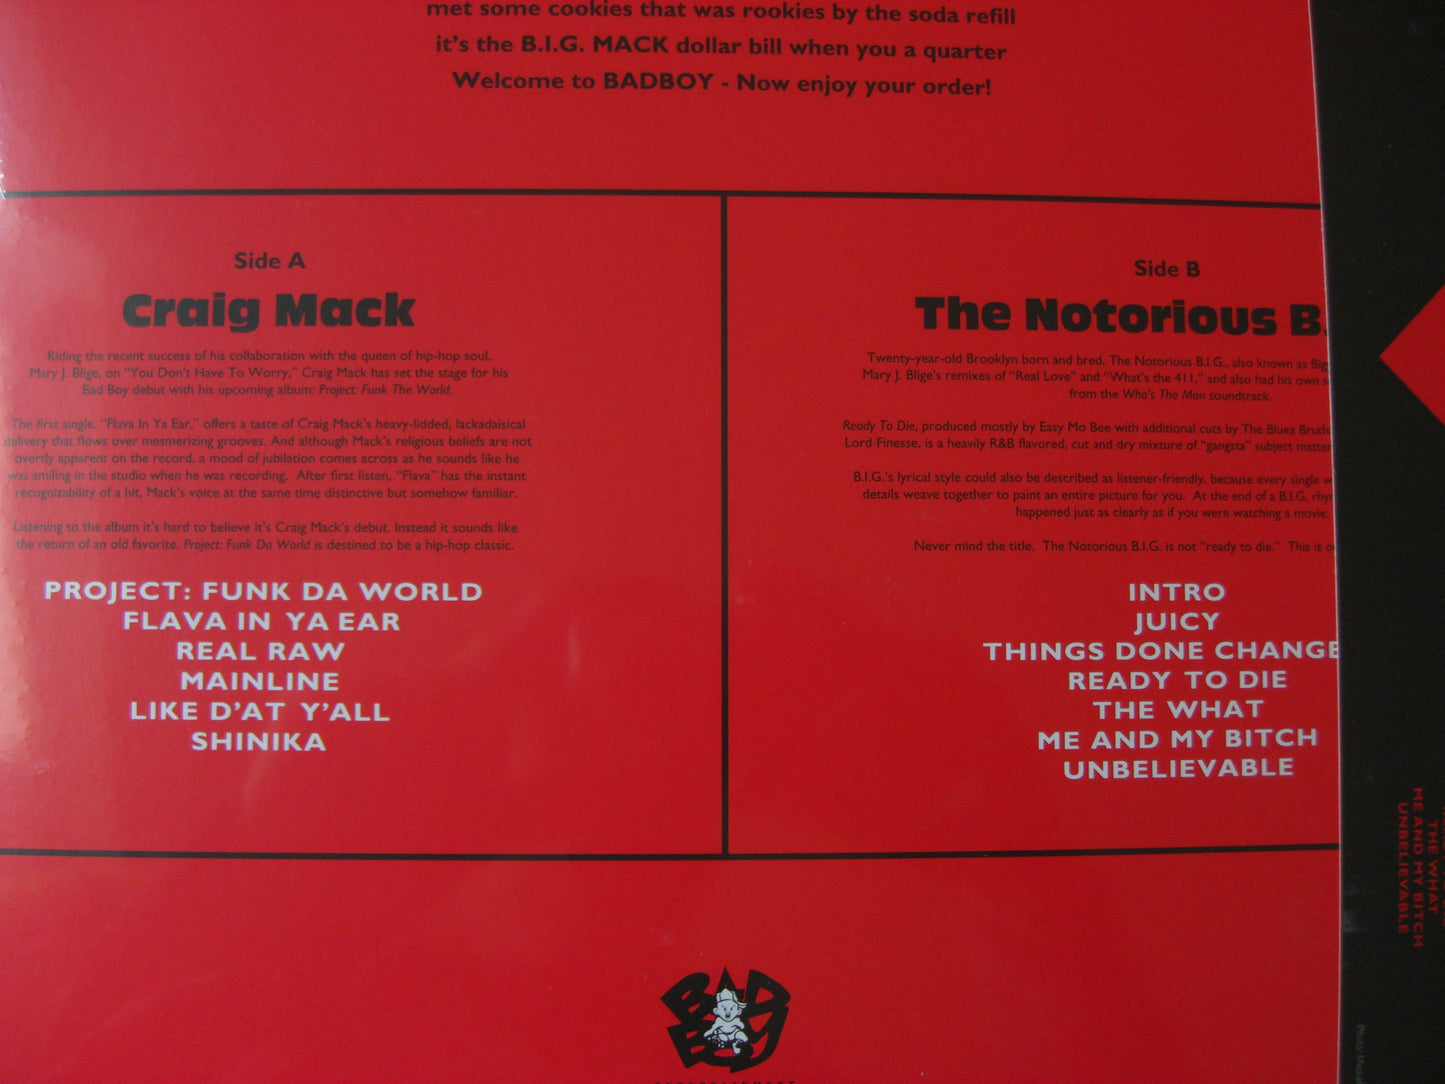 met some cookies that was rookies by the soda refill
it's the B.I.G. MACK dollar bill when you a quarter
Welcome to BADBOY - Now enjoy your order!
Side A
Craig Mack
Riding the recent success of his collaboration with the queen of hip-hop soul,
Mary J. Blige, on "You Don't Have To Worry," Craig Mack has set the stage for his
Bad Boy debut with his upcoming album: Project: Funk The World.
The first single, "Flava In Ya Ear," offers a taste of Craig Mack's heavy-lidded, lackadaisical
delivery that flows over mesmerizing grooves. And although Mack's religious beliefs are not
overtly apparent on the record, a mood of jubilation comes across as he sounds like he
was smiling in the studio when he was recording. After first listen, "Flava" has the instant
recognizability of a hit, Mack's voice at the same time distinctive but somehow familiar.
Listening to the album it's hard to believe it's Craig Mack's debut. Instead it sounds like
the return of an old favorite. Project: Funk Da World is destined to be a hip-hop classic.
PROJECT: FUNK DA WORLD
FLAVA IN YA EAR
REAL RAW
MAINLINE
LIKE D'AT Y'ALL
SHINIKA
Side B
The Notorious B.
Twenty-year-old Brooklyn born and bred, The Notorious B.I.G., also known as Big
Mary J. Blige's remixes of "Real Love" and "What's the 411," and also had his own
from the Who's The Man soundtrack.
Ready To Die, produced mostly by Easy Mo Bee with additional cuts by The Bluez Bruth
Lord Finesse, is a heavily R&B flavored, cut and dry mixture of "gangsta" subject matter
B.I.G.'s lyrical style could also be described as listener-friendly, because every single
details weave together to paint an entire picture for you. At the end of a B.I.G. rhy
happened just as clearly as if you were watching a movie.
Never mind the title. The Notorious B.I.G. is not "ready to die." This is
INTRO
JUICY
THINGS DONE CHANGE
READY TO DIE
THE WHAT
ME AND MY BITCH
UNBELIEVABLE
BAD
BOY
THE WHAT
ME AND MY BITCH
UNBELIEVABLE